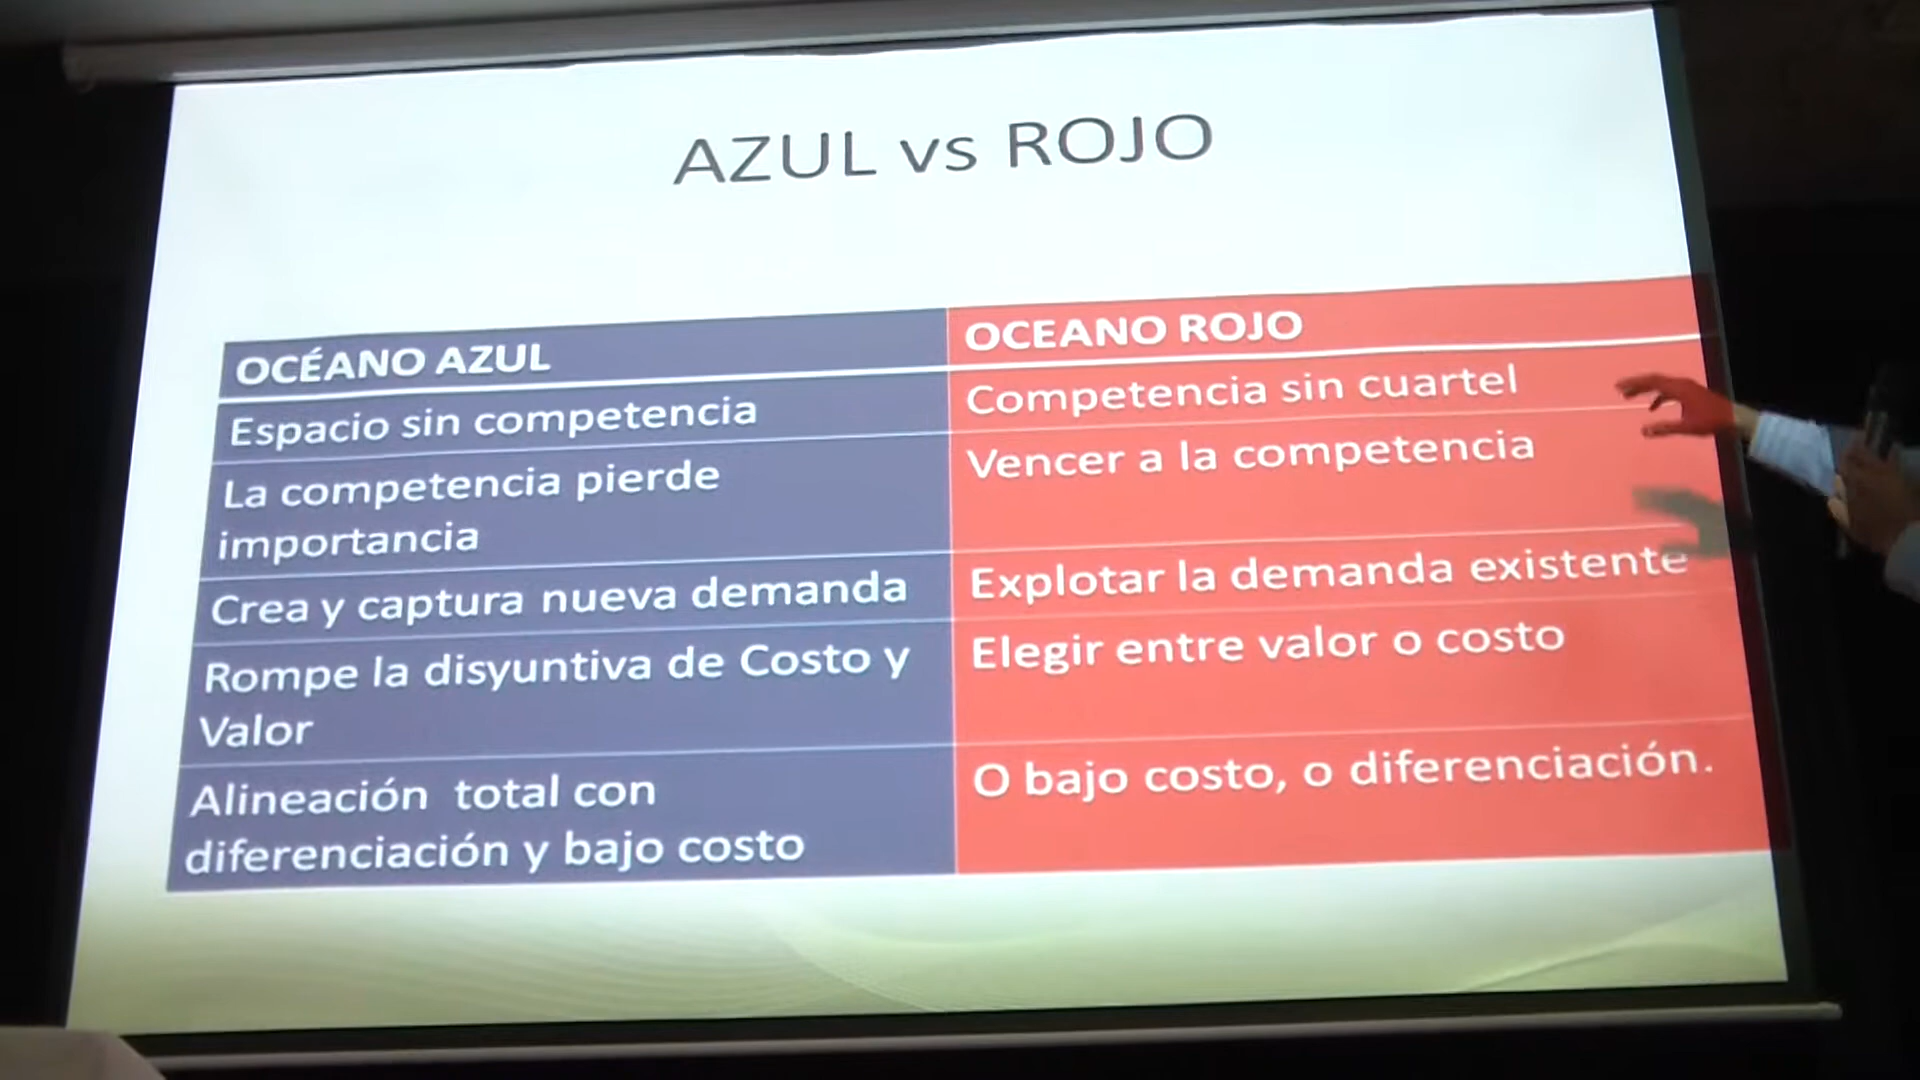 AZUL vs ROJO
OCÉANO AZUL
OCEANO ROJO
Espacio sin competencia
Competencia sin cuartel
La competencia pierde
importancia
Vencer a la competencia
Crea y captura nueva demanda
Explotar la demanda existente
Rompe la disyuntiva de Costo y
Valor
Elegir entre valor o costo
Alineación total con
diferenciación y bajo costo
O bajo costo, o diferenciación.